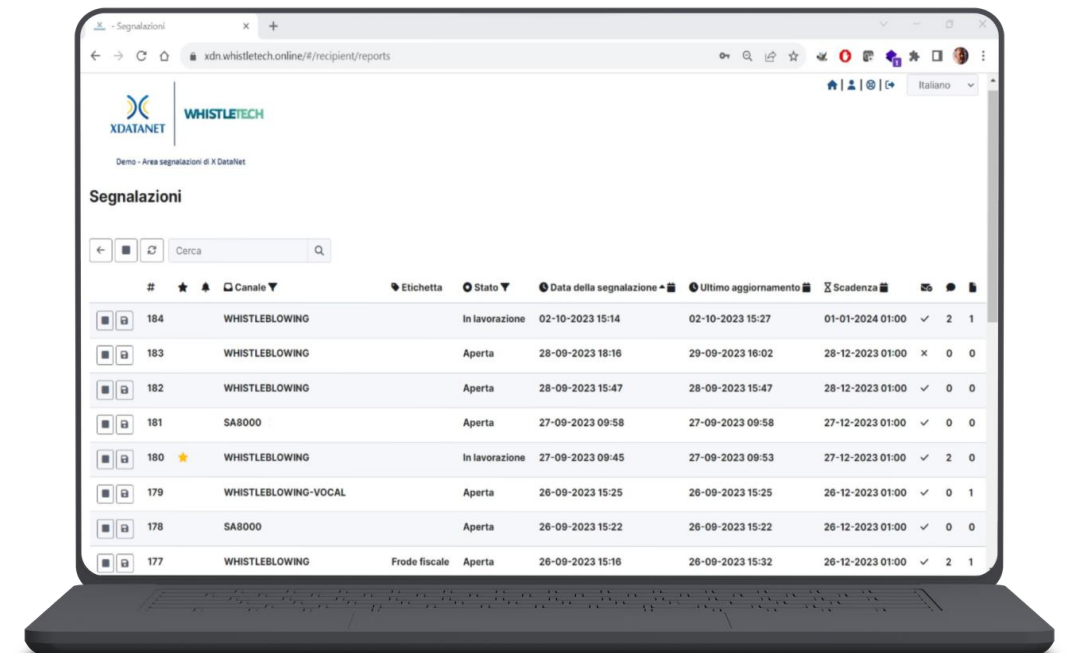 - Segnalazioni
xdn.whistletech.online/#/recipient/reports
Italiano
XDATANET
WHISTLETECH
Demo - Area segnalazioni di X DataNet
Segnalazioni
Cerca
# Canale Etichetta Stato Data della segnalazione Ultimo aggiornamento Scadenza
184 WHISTLEBLOWING In lavorazione 02-10-2023 15:14 02-10-2023 15:27 01-01-2024 01:00 2 1
183 WHISTLEBLOWING Aperta 28-09-2023 18:16 29-09-2023 16:02 28-12-2023 01:00 0 0
182 WHISTLEBLOWING Aperta 28-09-2023 15:47 28-09-2023 15:47 28-12-2023 01:00 0 0
181 SA8000 Aperta 27-09-2023 09:58 27-09-2023 09:58 27-12-2023 01:00 0 0
180 WHISTLEBLOWING In lavorazione 27-09-2023 09:45 27-09-2023 09:53 27-12-2023 01:00 2 0
179 WHISTLEBLOWING-VOCAL Aperta 26-09-2023 15:25 26-09-2023 15:25 26-12-2023 01:00 0 1
178 SA8000 Aperta 26-09-2023 15:22 26-09-2023 15:22 26-12-2023 01:00 0 0
177 WHISTLEBLOWING Frode fiscale Aperta 26-09-2023 15:16 26-09-2023 15:32 26-12-2023 01:00 2 1